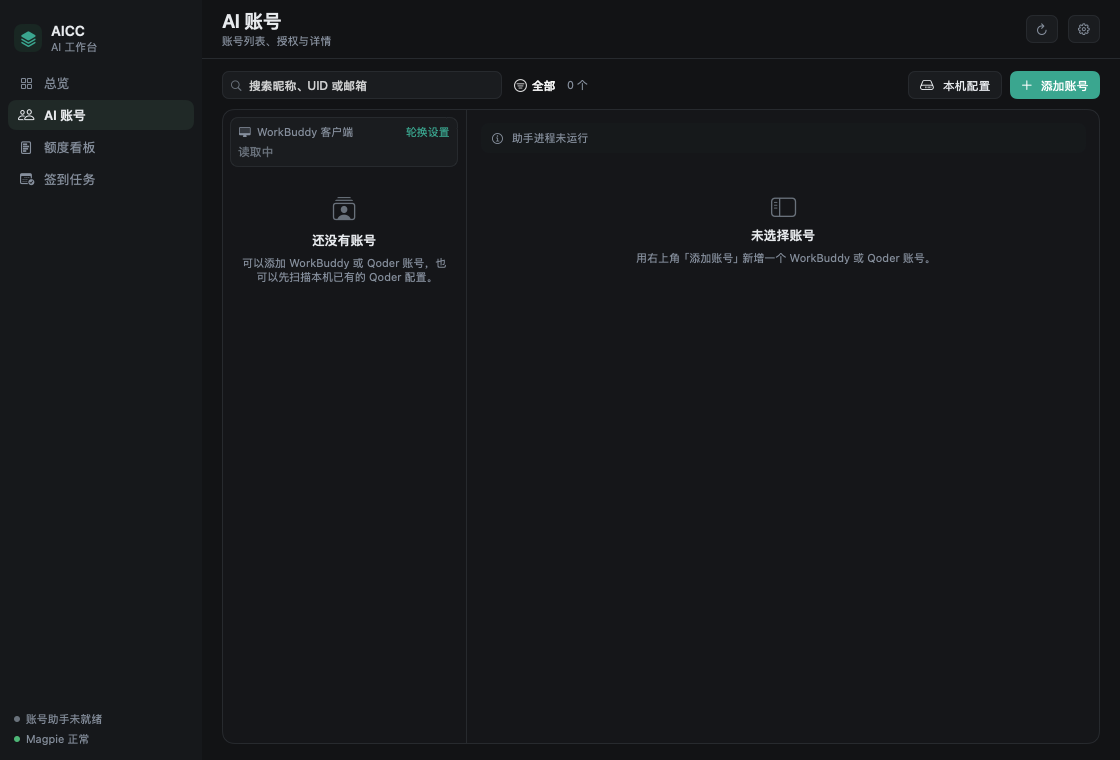 AICC
AI 工作台
总览
AI 账号
额度看板
签到任务
账号助手未就绪
Magpie 正常
AI 账号
账号列表、授权与详情
搜索昵称、UID 或邮箱
全部
0 个
本机配置
添加账号
WorkBuddy 客户端
轮换设置
读取中
还没有账号
可以添加 WorkBuddy 或 Qoder 账号，也
可以先扫描本机已有的 Qoder 配置。
助手进程未运行
未选择账号
用右上角「添加账号」新增一个 WorkBuddy 或 Qoder 账号。